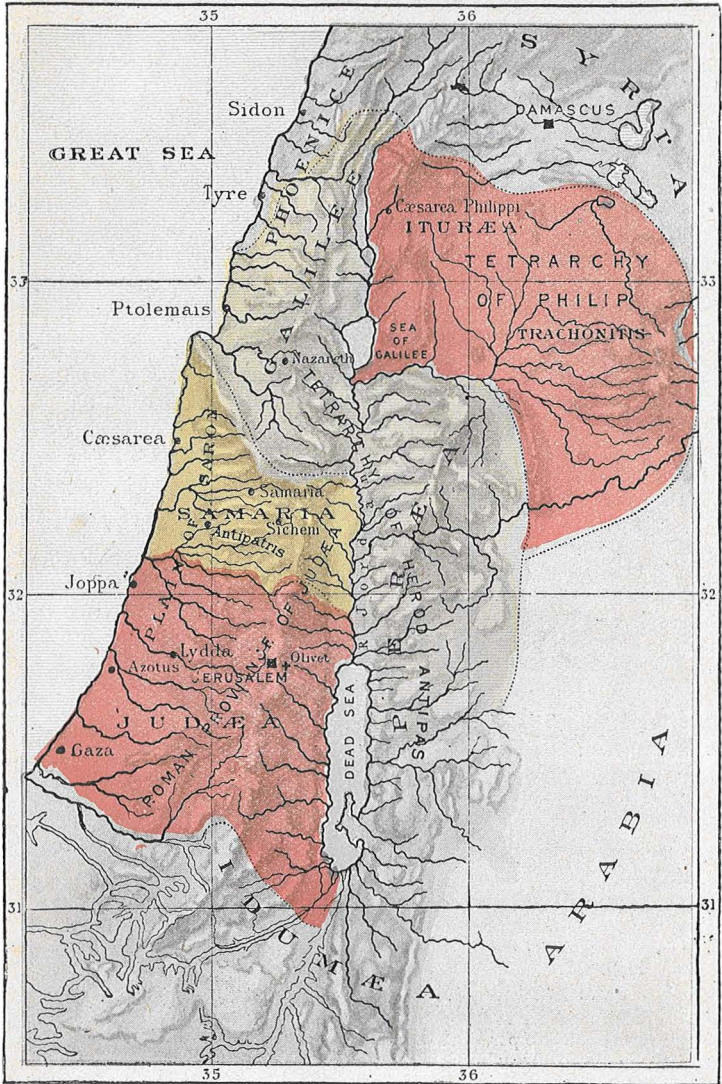 35
36
SYRIA
PHOENICE
Sidon
DAMASCUS
GREAT SEA
Tyre
Cæsarea Philippi
ITURÆA
GALILEE
TETRARCHY
33
33
OF PHILIP
Ptolemais
SEA
OF
GALILEE
TRACHONITIS
Nazareth
TETRARCHY OF HEROD ANTIPAS
Cæsarea
PLAIN OF SARON
Samaria
SAMARIA
Sichem
Antipatris
R Jordan
PERÆA
Joppa
32
32
ROMAN PROVINCE OF JUDEA
Lydda
Olivet
Azotus
JERUSALEM
JUDÆA
DEAD SEA
Gaza
ARABIA
IDUMÆA
31
31
35
36